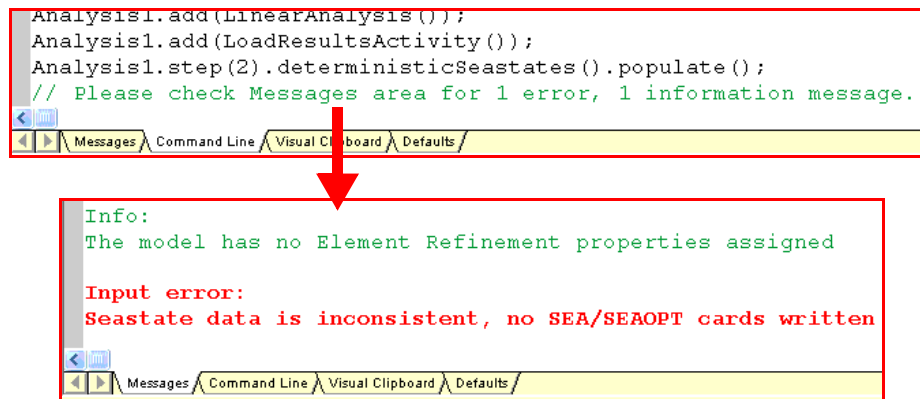 Analysis1.add(LinearAnalysis());
Analysis1.add(LoadResultsActivity());
Analysis1.step(2).deterministicSeastates().populate();
// Please check Messages area for 1 error, 1 information message.
Messages Command Line Visual Clipboard Defaults
Info:
The model has no Element Refinement properties assigned
Input error:
Seastate data is inconsistent, no SEA/SEAOPT cards written
Messages Command Line Visual Clipboard Defaults